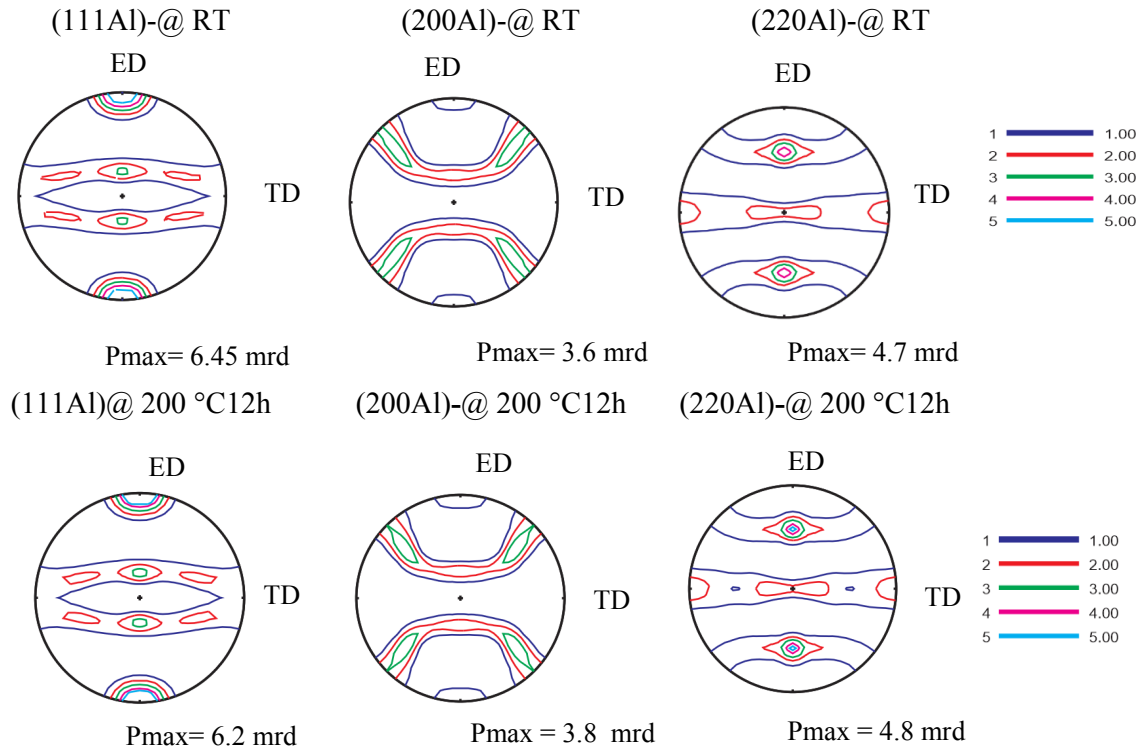 (111Al)-@ RT
(200Al)-@ RT
(220Al)-@ RT
ED
ED
ED
TD
TD
TD
1 1.00
2 2.00
3 3.00
4 4.00
5 5.00
Pmax= 6.45 mrd
Pmax= 3.6 mrd
Pmax= 4.7 mrd
(111Al)@ 200 °C12h
(200Al)-@ 200 °C12h
(220Al)-@ 200 °C12h
ED
ED
ED
TD
TD
TD
1 1.00
2 2.00
3 3.00
4 4.00
5 5.00
Pmax= 6.2 mrd
Pmax = 3.8 mrd
Pmax = 4.8 mrd